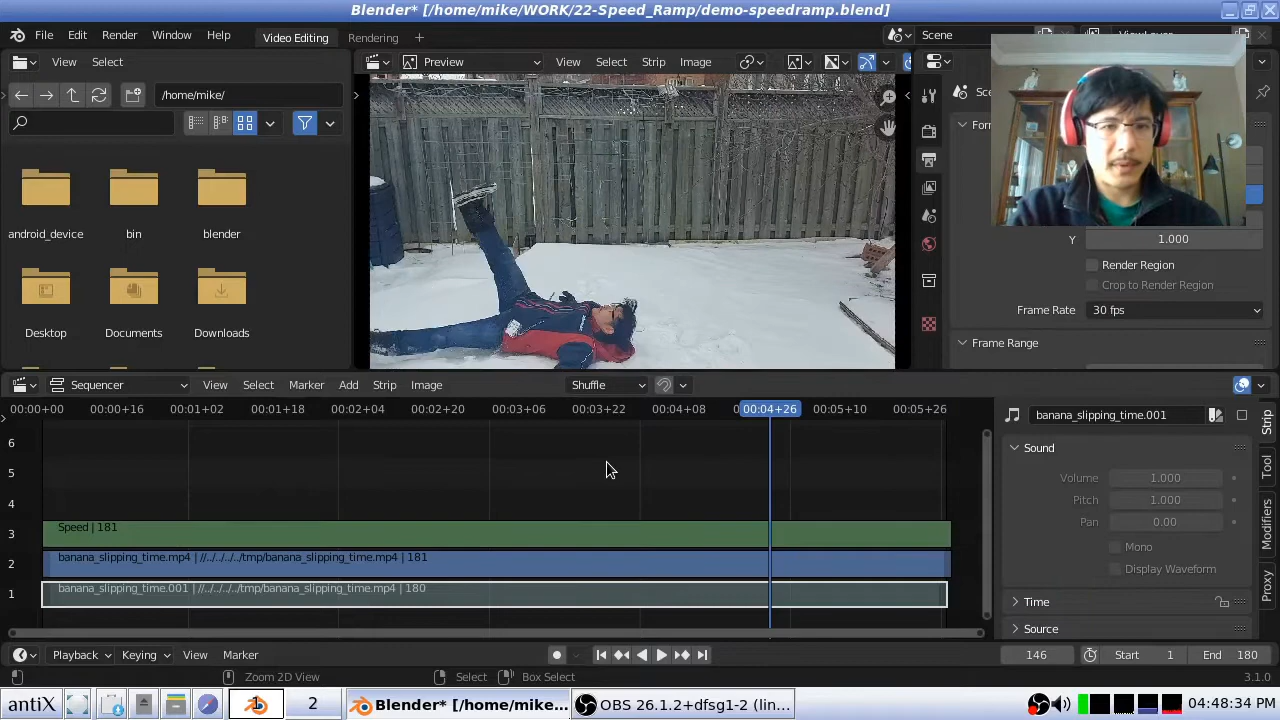 Blender* [/home/mike/WORK/22-Speed_Ramp/demo-speedramp.blend]
File Edit Render Window Help Video Editing Rendering Scene
View Select Preview View Select Strip Image
/home/mike/
android_device bin blender
Desktop Documents Downloads
Y 1.000
Render Region
Crop to Render Region
Frame Rate 30 fps
Frame Range
Sequencer View Select Marker Add Strip Image Shuffle
00:00+00 00:00+16 00:01+02 00:01+18 00:02+04 00:02+20 00:03+06 00:03+22 00:04+08 00:04+26 00:05+10 00:05+26
6
5
4
3 Speed | 181
2 banana_slipping_time.mp4 | //../../../../tmp/banana_slipping_time.mp4 | 181
1 banana_slipping_time.001 | //../../../../tmp/banana_slipping_time.mp4 | 180
banana_slipping_time.001
Sound
Volume 1.000
Pitch 1.000
Pan 0.00
Mono
Display Waveform
Time
Source
Strip
Tool
Modifiers
Proxy
Playback Keying View Marker 146 Start 1 End 180
Zoom 2D View Select Box Select 3.1.0
antiX 1 2 Blender* [/home/mike... OBS 26.1.2+dfsg1-2 (lin... 04:48:34 PM